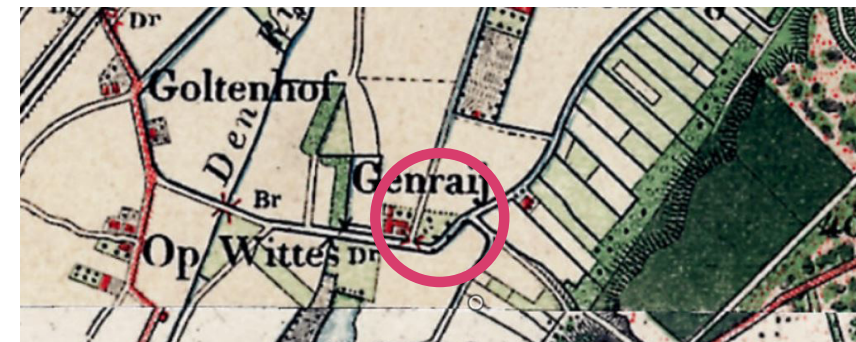 Dr
Goltenhof
Den
Genraij
Br
Op Wittes Dr